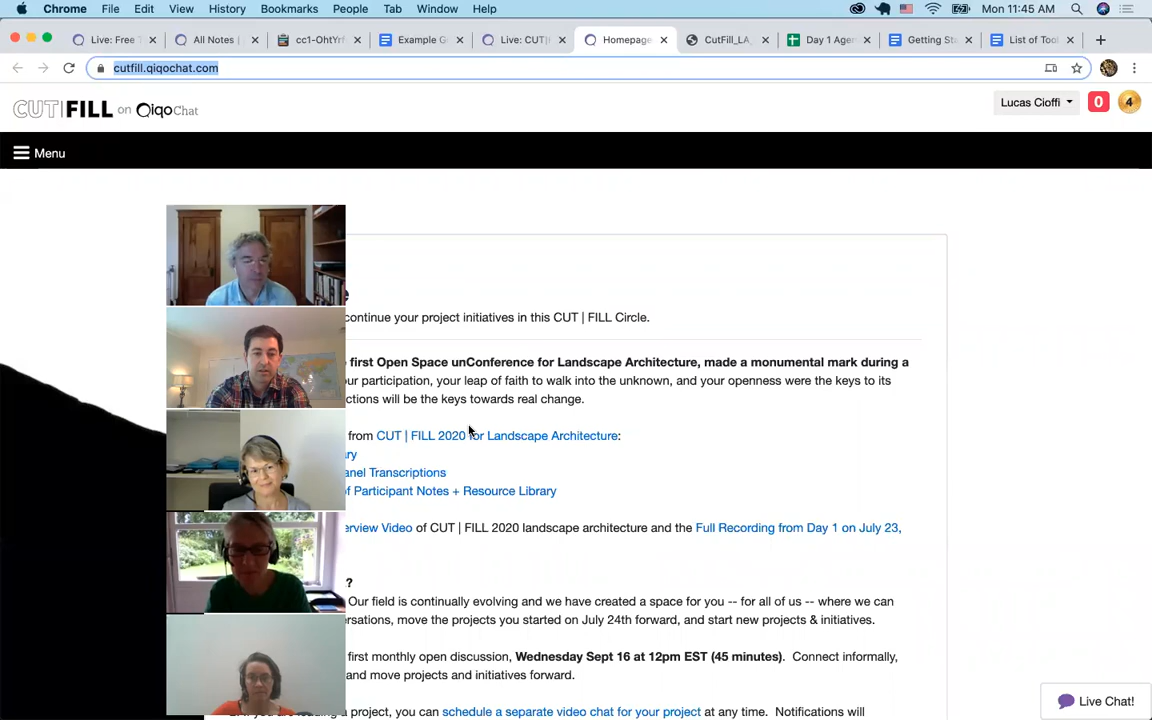 Chrome File Edit View History Bookmarks People Tab Window Help Mon 11:45 AM
Live: Free All Notes | cc1-OhtYrf Example G Live: CUT| Homepage CutFill_LA_ Day 1 Agen Getting Sta List of Tool
cutfill.qiqochat.com
CUT|FILL on QiqoChat Lucas Cioffi 0 4
Menu
continue your project initiatives in this CUT | FILL Circle.
first Open Space unConference for Landscape Architecture, made a monumental mark during a
ur participation, your leap of faith to walk into the unknown, and your openness were the keys to its
ctions will be the keys towards real change.
from CUT | FILL 2020 for Landscape Architecture:
ary
anel Transcriptions
of Participant Notes + Resource Library
erview Video of CUT | FILL 2020 landscape architecture and the Full Recording from Day 1 on July 23,
?
Our field is continually evolving and we have created a space for you -- for all of us -- where we can
ersations, move the projects you started on July 24th forward, and start new projects & initiatives.
first monthly open discussion, Wednesday Sept 16 at 12pm EST (45 minutes). Connect informally,
and move projects and initiatives forward.
a project, you can schedule a separate video chat for your project at any time. Notifications will
Live Chat!